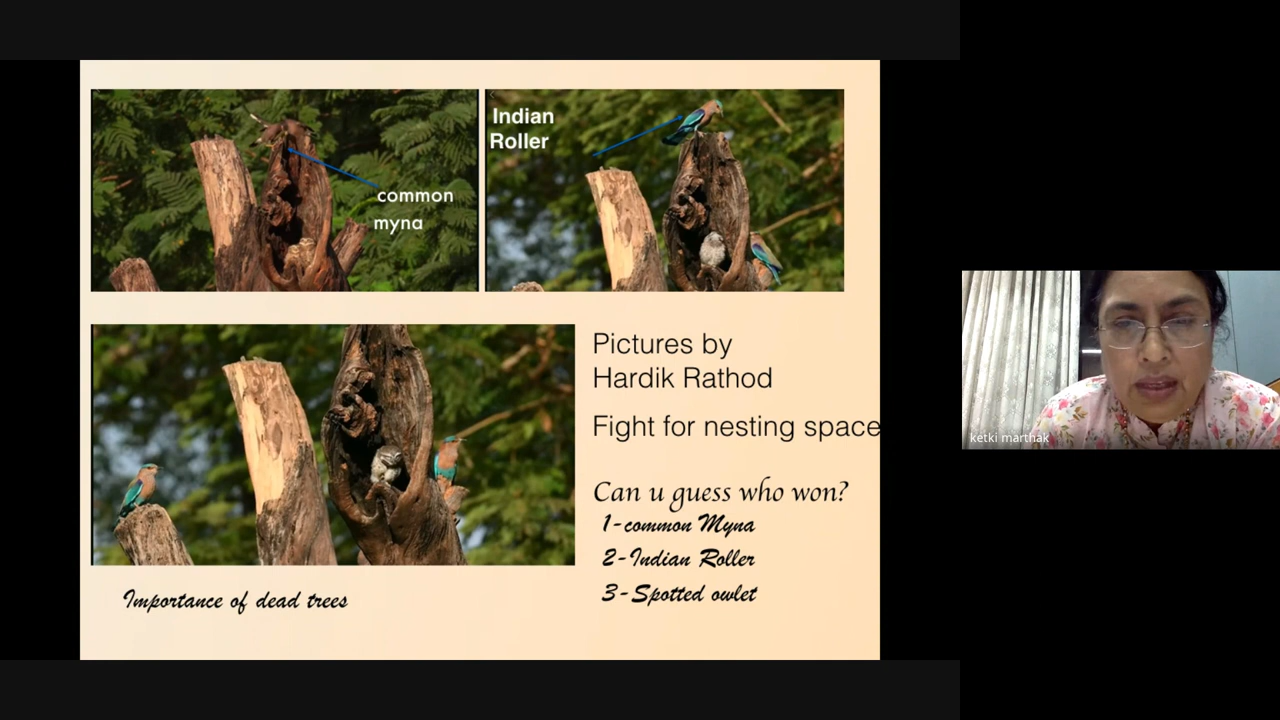 common
myna
Indian
Roller
Pictures by
Hardik Rathod
Fight for nesting space
Can u guess who won?
1-common Myna
2-Indian Roller
3-Spotted owlet
Importance of dead trees
ketki marthak